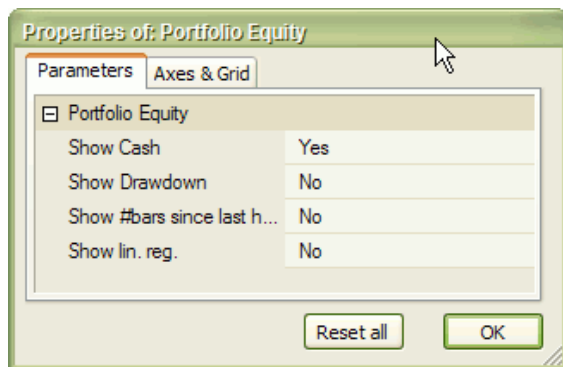 Properties of: Portfolio Equity
Parameters Axes & Grid
Portfolio Equity
Show Cash Yes
Show Drawdown No
Show #bars since last h... No
Show lin. reg. No
Reset all OK